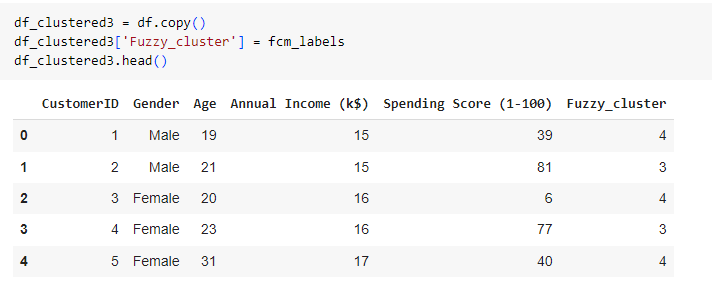 df_clustered3 = df.copy()
df_clustered3['Fuzzy_cluster'] = fcm_labels
df_clustered3.head()
CustomerID Gender Age Annual Income (k$) Spending Score (1-100) Fuzzy_cluster
0 1 Male 19 15 39 4
1 2 Male 21 15 81 3
2 3 Female 20 16 6 4
3 4 Female 23 16 77 3
4 5 Female 31 17 40 4